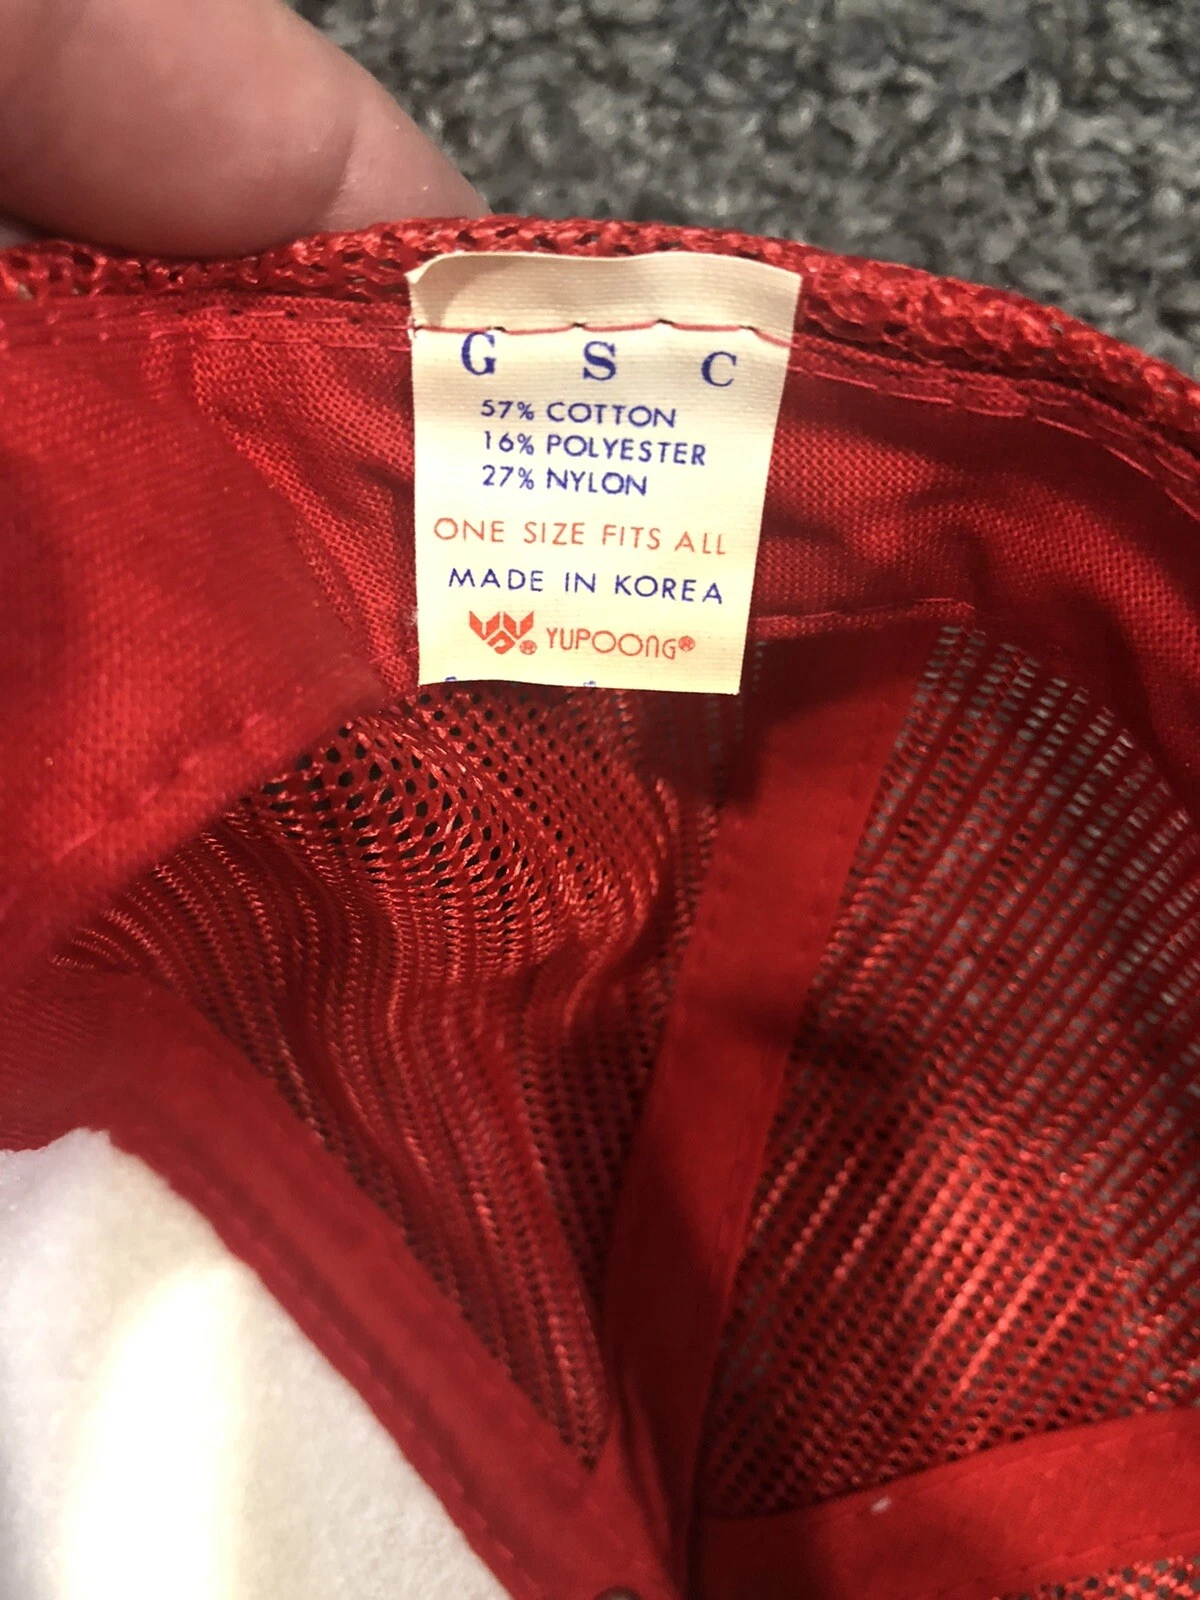 G S C
57% COTTON
16% POLYESTER
27% NYLON
ONE SIZE FITS ALL
MADE IN KOREA
YUPOONG®